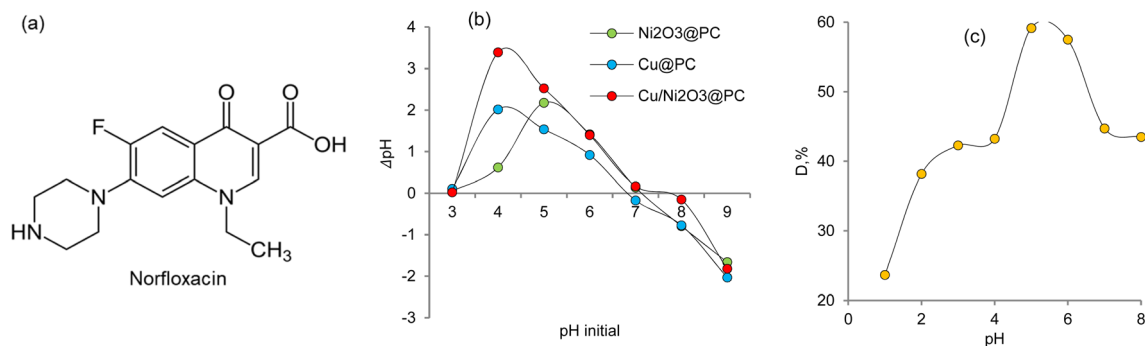 (a)
F
O
O
OH
N
N
HN
CH3
Norfloxacin
(b)
Ni2O3@PC
Cu@PC
Cu/Ni2O3@PC
4
3
2
1
0
-1
-2
-3
ΔpH
3 4 5 6 7 8 9
pH initial
(c)
60
50
40
30
20
D,%
0 2 4 6 8
pH